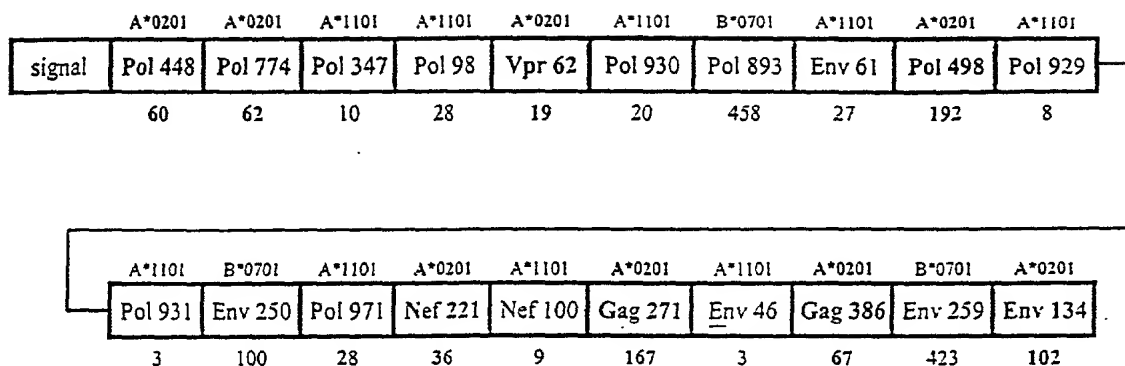 A*0201 A*0201 A*1101 A*1101 A*0201 A*1101 B*0701 A*1101 A*0201 A*1101
signal Pol 448 Pol 774 Pol 347 Pol 98 Vpr 62 Pol 930 Pol 893 Env 61 Pol 498 Pol 929
60 62 10 28 19 20 458 27 192 8
A*1101 B*0701 A*1101 A*0201 A*1101 A*0201 A*1101 A*0201 B*0701 A*0201
Pol 931 Env 250 Pol 971 Nef 221 Nef 100 Gag 271 Env 46 Gag 386 Env 259 Env 134
3 100 28 36 9 167 3 67 423 102